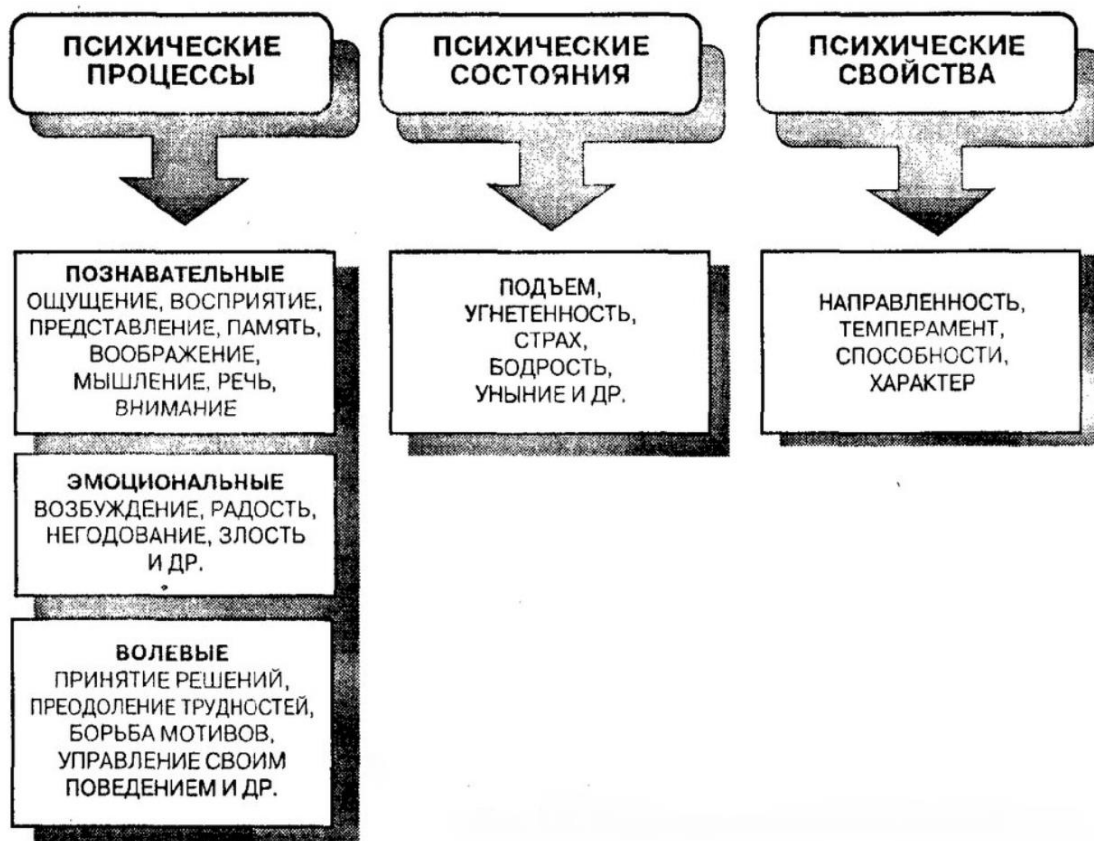 ПСИХИЧЕСКИЕ
ПРОЦЕССЫ
ПОЗНАВАТЕЛЬНЫЕ
ОЩУЩЕНИЕ, ВОСПРИЯТИЕ,
ПРЕДСТАВЛЕНИЕ, ПАМЯТЬ,
ВООБРАЖЕНИЕ,
МЫШЛЕНИЕ, РЕЧЬ,
ВНИМАНИЕ
ЭМОЦИОНАЛЬНЫЕ
ВОЗБУЖДЕНИЕ, РАДОСТЬ,
НЕГОДОВАНИЕ, ЗЛОСТЬ
И ДР.
ВОЛЕВЫЕ
ПРИНЯТИЕ РЕШЕНИЙ,
ПРЕОДОЛЕНИЕ ТРУДНОСТЕЙ,
БОРЬБА МОТИВОВ,
УПРАВЛЕНИЕ СВОИМ
ПОВЕДЕНИЕМ И ДР.
ПСИХИЧЕСКИЕ
СОСТОЯНИЯ
ПОДЪЕМ,
УГНЕТЕННОСТЬ,
СТРАХ,
БОДРОСТЬ,
УНЫНИЕ И ДР.
ПСИХИЧЕСКИЕ
СВОЙСТВА
НАПРАВЛЕННОСТЬ,
ТЕМПЕРАМЕНТ,
СПОСОБНОСТИ,
ХАРАКТЕР